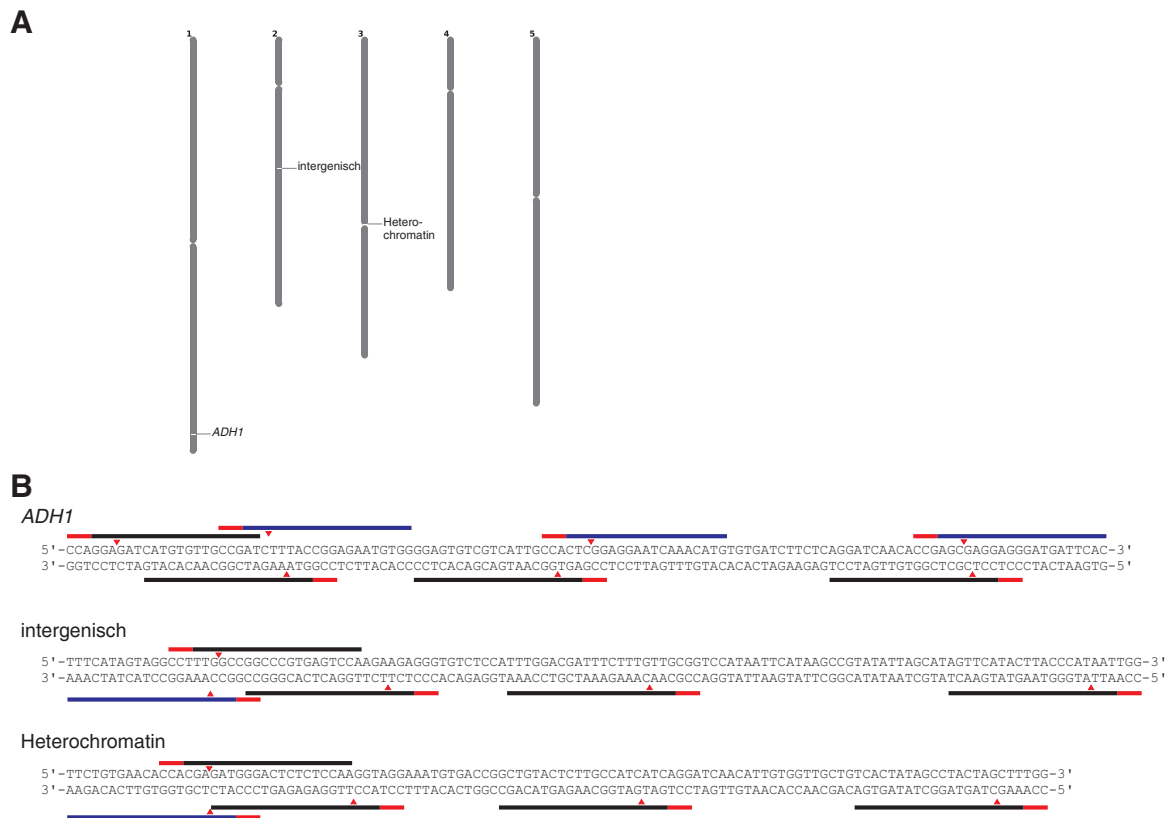 A
1
2
3
4
5
intergenisch
Hetero-
chromatin
ADH1
B
ADH1
5'-CCAGGAGATCATGTGTTGCCGATCTTTACCGGAGAATGTGGGGAGTGTCGTCATTGCCACTCGGAGGAATCAAACATGTGTGATCTTCTCAGGATCAACACCGAGCGAGGAGGGATGATTCAC-3'
3'-GGTCCTCTAGTACACAACGGCTAGAAATGGCCTCTTACACCCCTCACAGCAGTAACGGTGAGCCTCCTTAGTTTGTACACACTAGAAGAGTCCTAGTTGTGGCTCGCTCCTCCCTACTAAGTG-5'
intergenisch
5'-TTTCATAGTAGGCCTTTGGCCGGCCCGTGAGTCCAAGAAGAGGGTGTCTCCATTTGGACGATTTCTTTGTTGCGGTCCATAATTCATAAGCCGTATATTAGCATAGTTCATACTTACCCATAATTGG-3'
3'-AAACTATCATCCGGAAACCGGCCGGGCACTCAGGTTCTTCTCCCACAGAGGTAAACCTGCTAAAGAAACAACGCCAGGTATTAAGTATTCGGCATATAATCGTATCAAGTATGAATGGGTATTAACC-5'
Heterochromatin
5'-TTCTGTGAACACCACGAGATGGGACTCTCTCCAAGGTAGGAAATGTGACCGGCTGTACTCTTGCCATCATCAGGATCAACATTGTGGTTGCTGTCACTATAGCCTACTAGCTTTGG-3'
3'-AAGACACTTGTGGTGCTCTACCCTGAGAGAGGTTCCATCCTTTACACTGGCCGACATGAGAACGGTAGTAGTCCTAGTTGTAACACCAACGACAGTGATATCGGATGATCGAAACC-5'